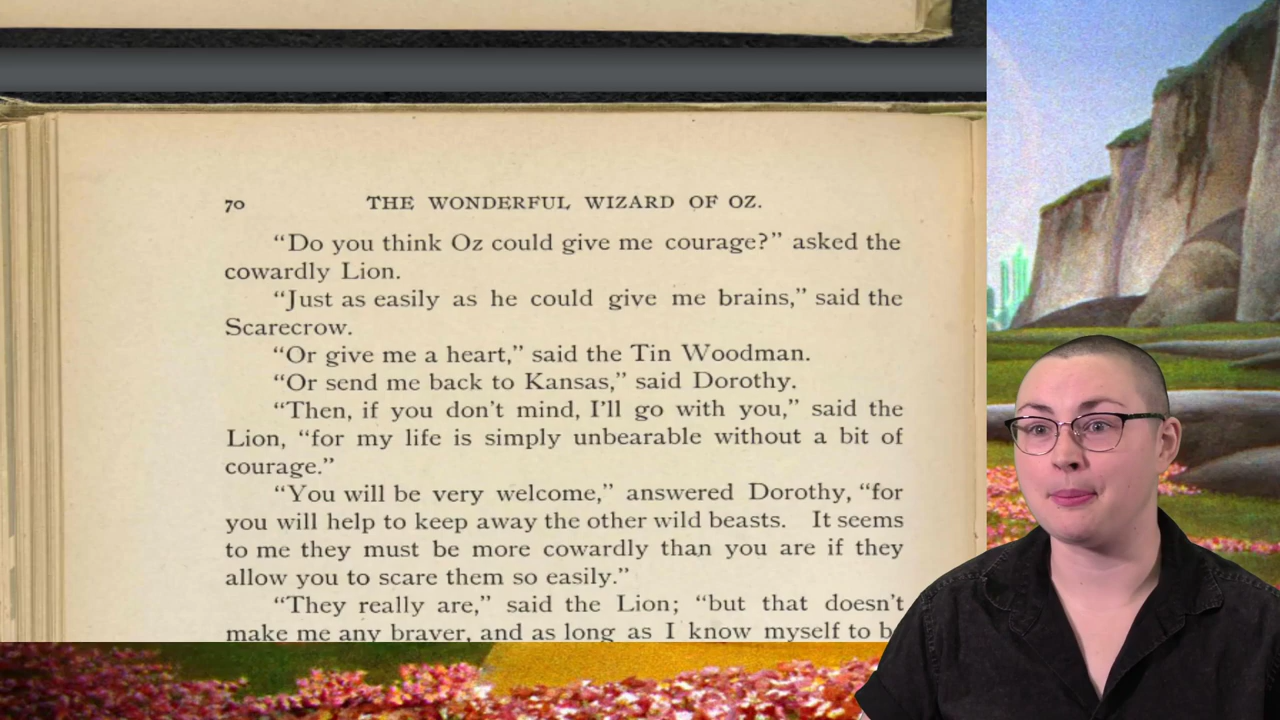 70 THE WONDERFUL WIZARD OF OZ.
“Do you think Oz could give me courage?” asked the
cowardly Lion.
“Just as easily as he could give me brains,” said the
Scarecrow.
“Or give me a heart,” said the Tin Woodman.
“Or send me back to Kansas,” said Dorothy.
“Then, if you don’t mind, I’ll go with you,” said the
Lion, “for my life is simply unbearable without a bit of
courage.”
“You will be very welcome,” answered Dorothy, “for
you will help to keep away the other wild beasts. It seems
to me they must be more cowardly than you are if they
allow you to scare them so easily.”
“They really are,” said the Lion; “but that doesn’t
make me any braver, and as long as I know myself to